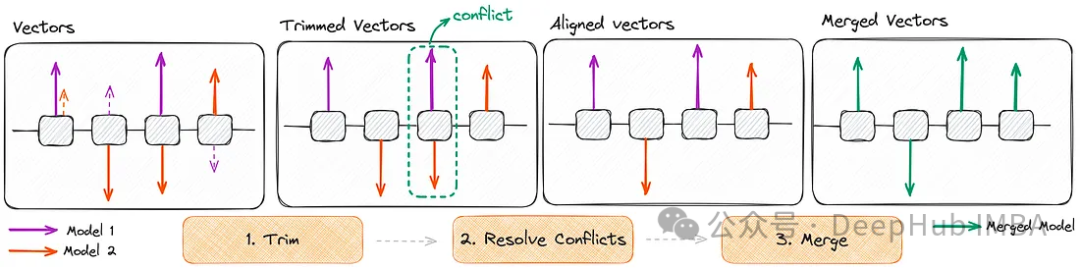 Vectors
Trimmed Vectors
conflict
Aligned vectors
Merged Vectors
Model 1
Model 2
1. Trim
2. Resolve Conflicts
3. Merge
公众号 · DeepHub IMBA
Merged Model